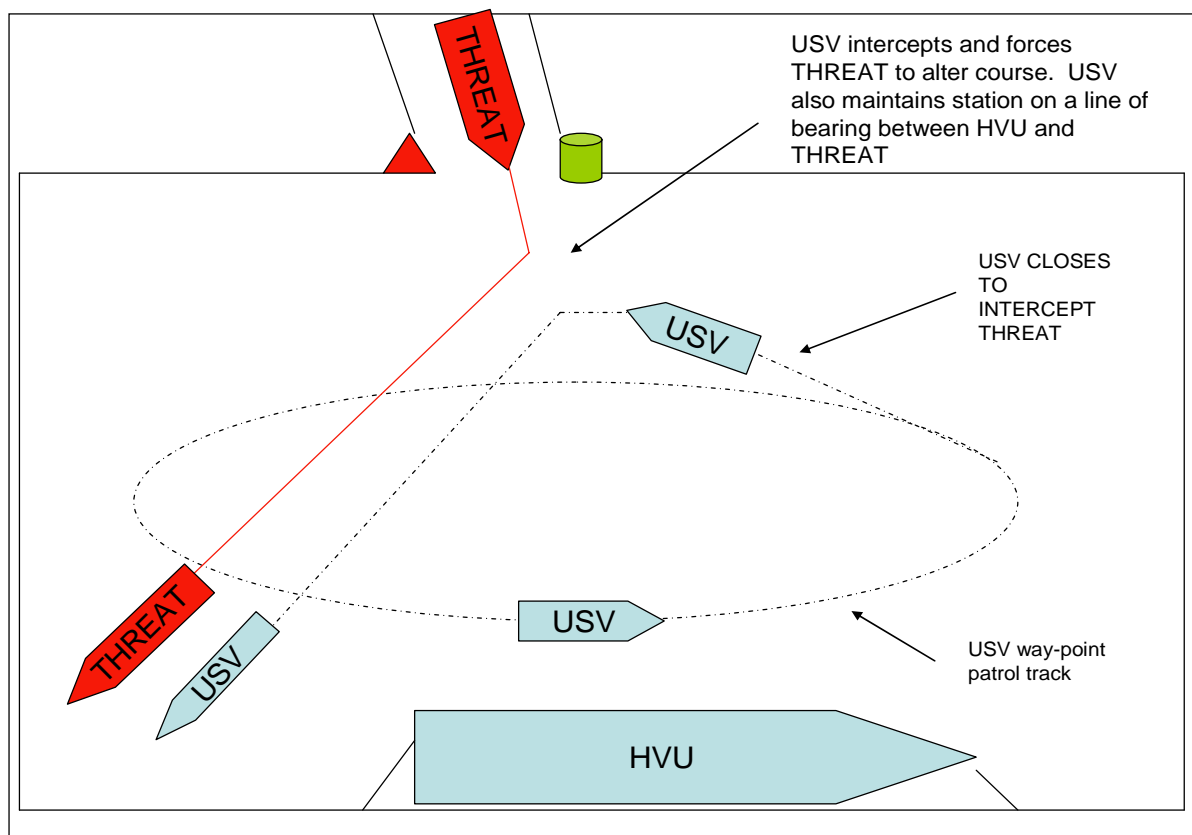 THREAT
USV intercepts and forces
THREAT to alter course.  USV
also maintains station on a line of
bearing between HVU and
THREAT
USV CLOSES
TO
INTERCEPT
THREAT
USV
THREAT
USV
USV
USV way-point
patrol track
HVU